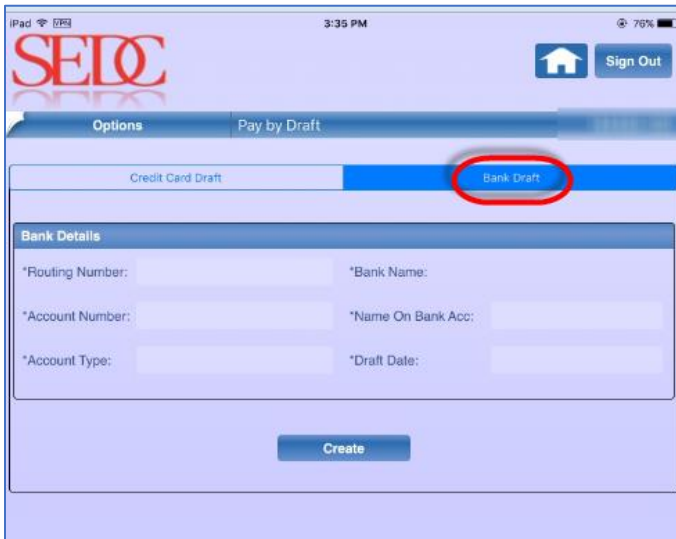 iPad VPN 3:35 PM 76%
SEDC
Sign Out
Options Pay by Draft
Credit Card Draft Bank Draft
Bank Details
*Routing Number: *Bank Name:
*Account Number: *Name On Bank Acc:
*Account Type: *Draft Date:
Create